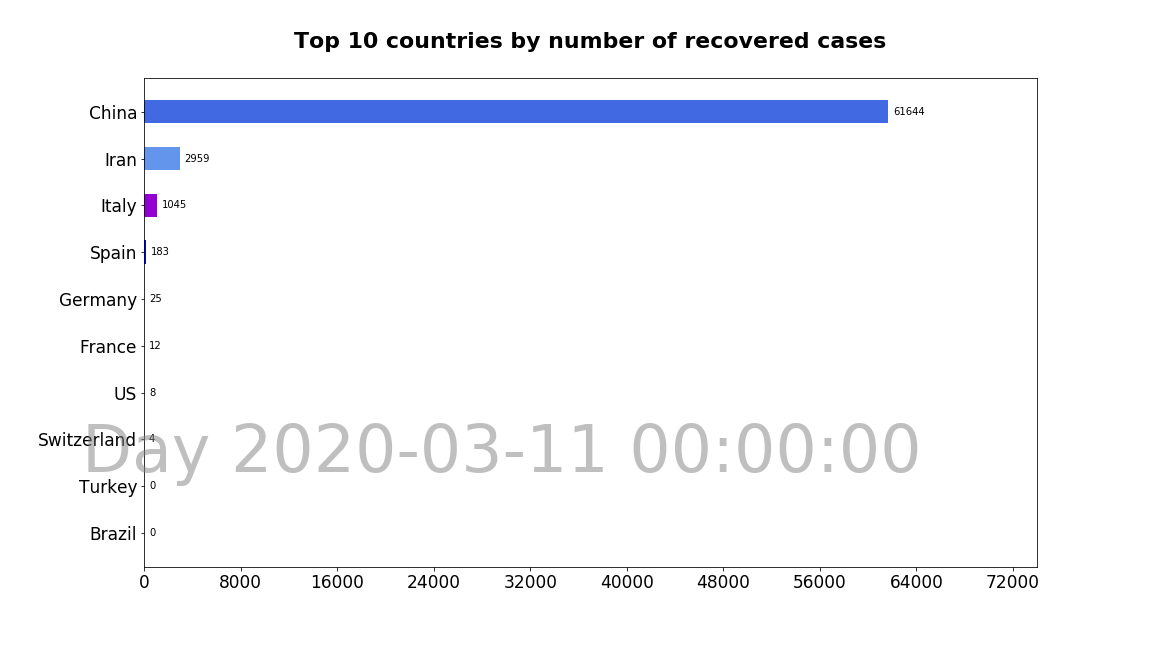 Top 10 countries by number of recovered cases
China 61644
Iran 2959
Italy 1045
Spain 183
Germany 25
France 12
US 8
Switzerland 4
Day 2020-03-11 00:00:00
Turkey 0
Brazil 0
0 8000 16000 24000 32000 40000 48000 56000 64000 72000